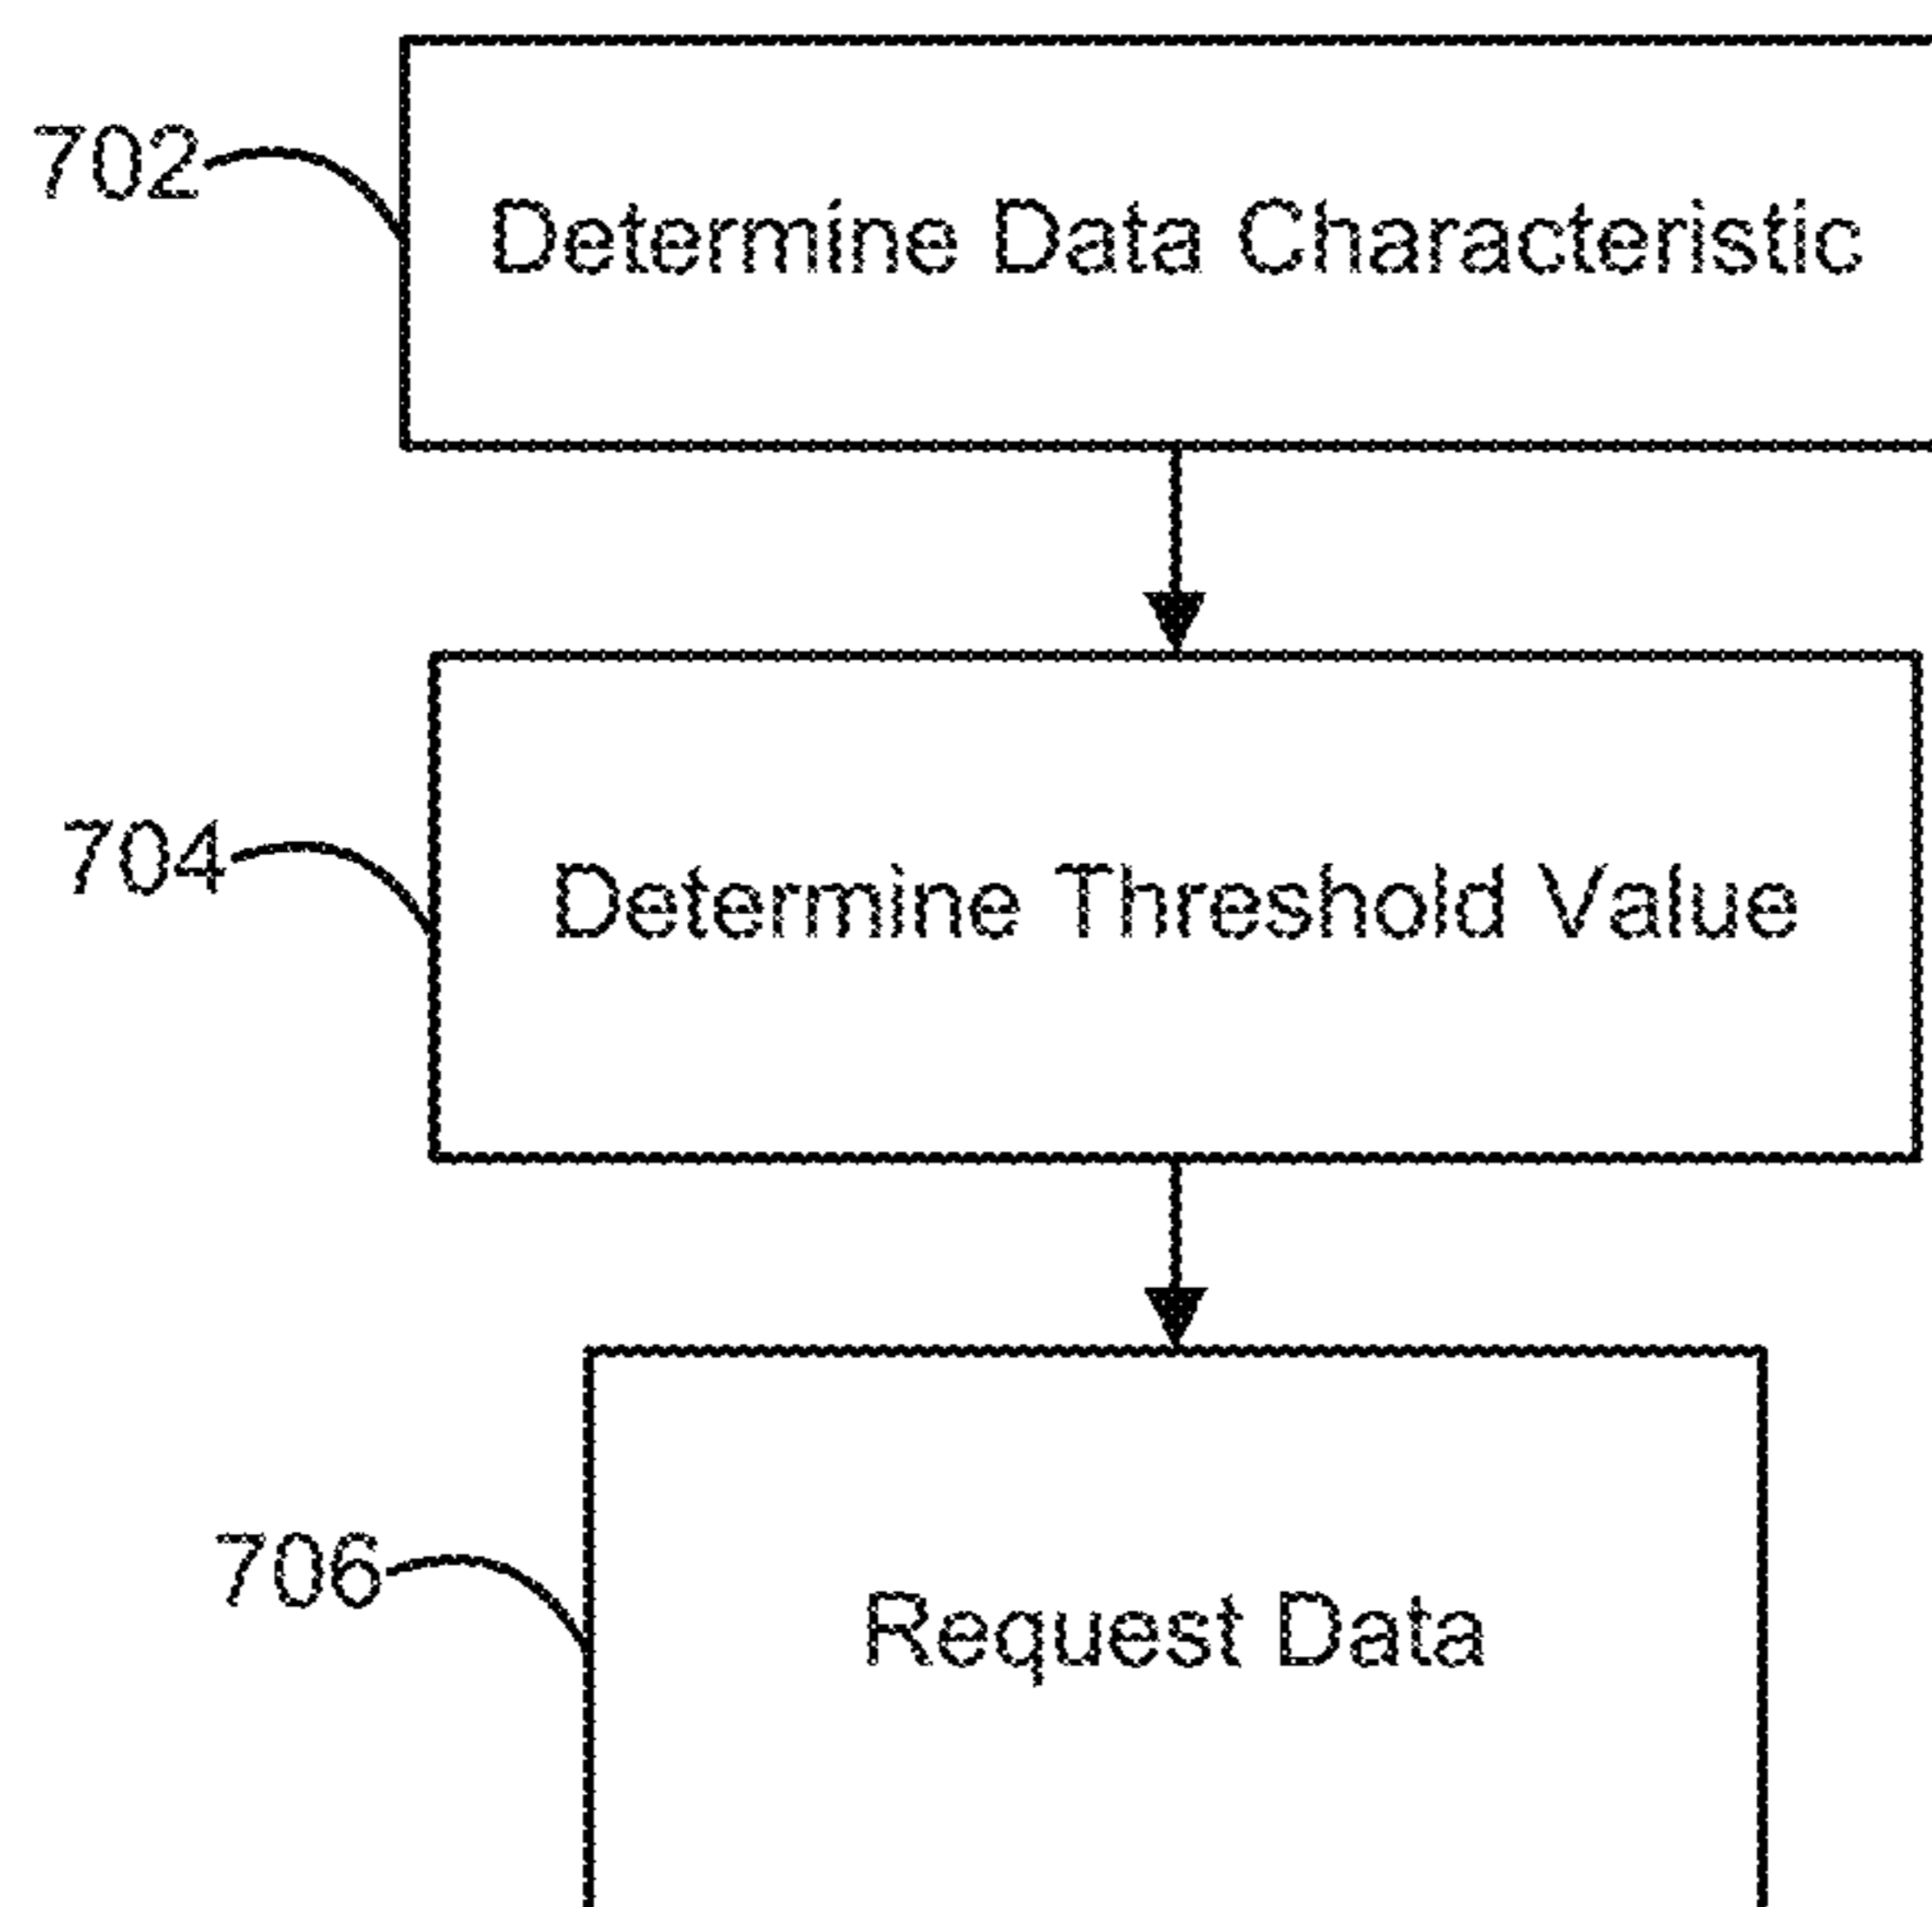 702
Determine Data Characteristic
704
Determine Threshold Value
706
Request Data